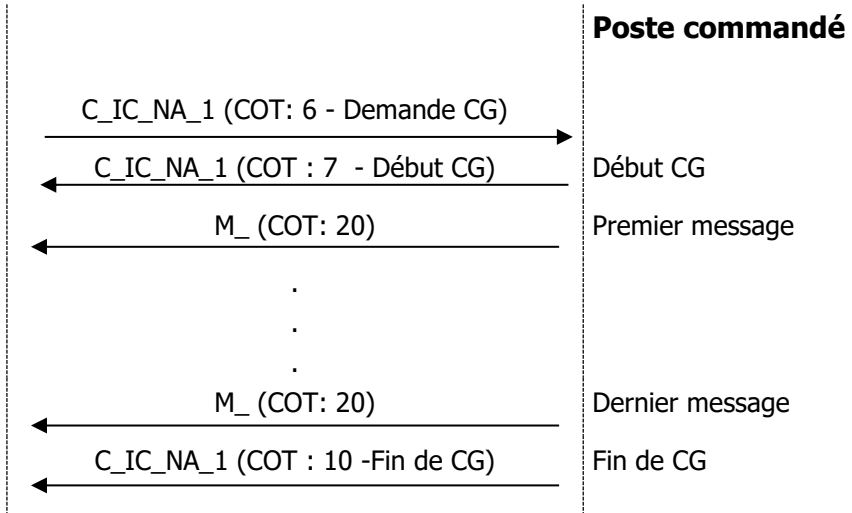 Poste commandé
C_IC_NA_1 (COT: 6 - Demande CG)
C_IC_NA_1 (COT : 7  - Début CG) Début CG
M_ (COT: 20) Premier message
.
.
.
M_ (COT: 20) Dernier message
C_IC_NA_1 (COT : 10 -Fin de CG) Fin de CG